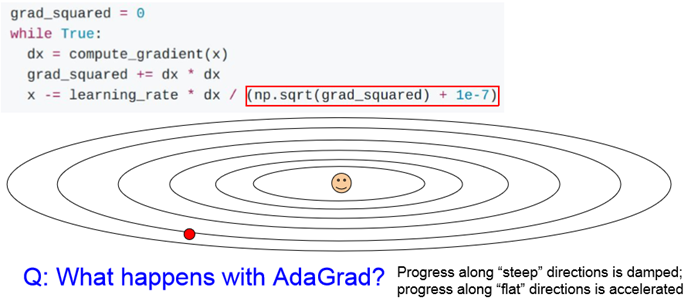 grad_squared = 0
while True:
  dx = compute_gradient(x)
  grad_squared += dx * dx
  x -= learning_rate * dx / (np.sqrt(grad_squared) + 1e-7)
Q: What happens with AdaGrad?
Progress along “steep” directions is damped;
progress along “flat” directions is accelerated